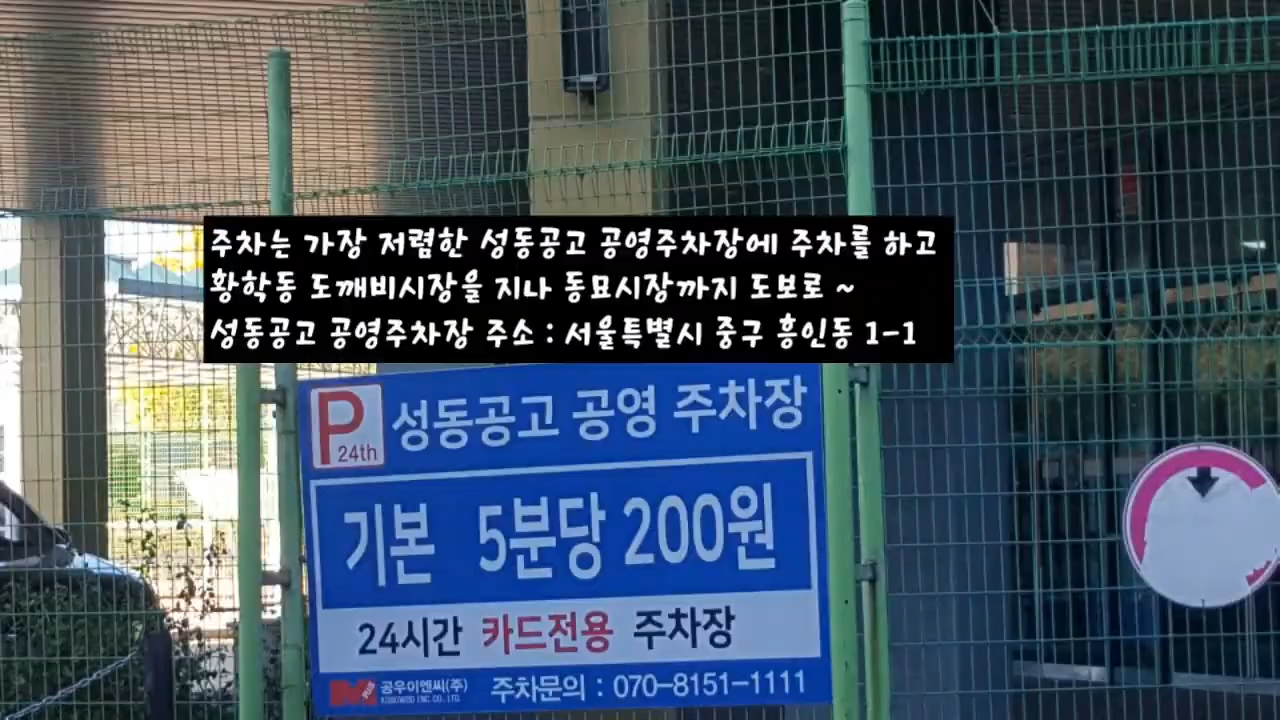 주차는 가장 저렴한 성동공고 공영주차장에 주차를 하고
황학동 도깨비시장을 지나 동묘시장까지 도보로 ~
성동공고 공영주차장 주소 : 서울특별시 중구 흥인동 1-1
P 24th 성동공고 공영 주차장
기본 5분당 200원
24시간 카드전용 주차장
공우이엔씨(주) 주차문의 : 070-8151-1111